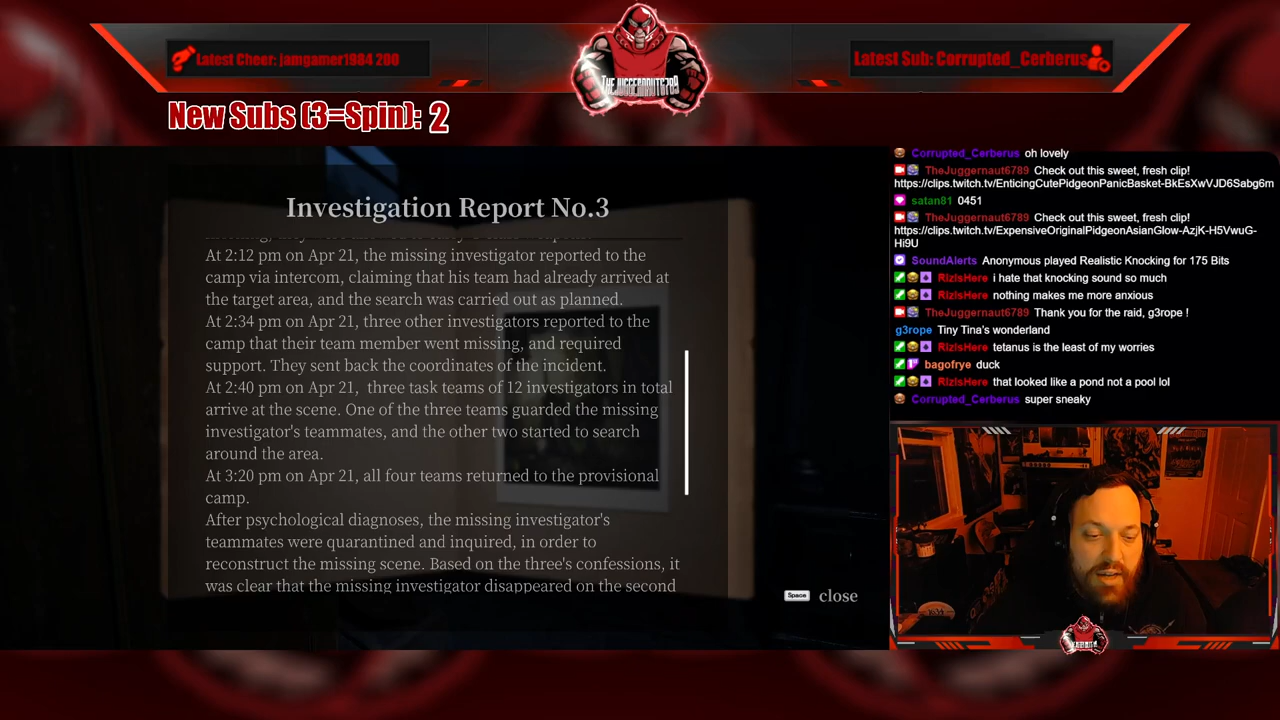 Latest Cheer: jamgamer1984 200
THEJUGGERNAUT6789
Latest Sub: Corrupted_Cerberus
New Subs (3=Spin): 2
Investigation Report No.3
At 2:12 pm on Apr 21, the missing investigator reported to the
camp via intercom, claiming that his team had already arrived at
the target area, and the search was carried out as planned.
At 2:34 pm on Apr 21, three other investigators reported to the
camp that their team member went missing, and required
support. They sent back the coordinates of the incident.
At 2:40 pm on Apr 21, three task teams of 12 investigators in total
arrive at the scene. One of the three teams guarded the missing
investigator's teammates, and the other two started to search
around the area.
At 3:20 pm on Apr 21, all four teams returned to the provisional
camp.
After psychological diagnoses, the missing investigator's
teammates were quarantined and inquired, in order to
reconstruct the missing scene. Based on the three's confessions, it
was clear that the missing investigator disappeared on the second
Space close
Corrupted_Cerberus oh lovely
TheJuggernaut6789 Check out this sweet, fresh clip!
https://clips.twitch.tv/EnticingCutePidgeonPanicBasket-BkEsXwVJD6Sabg6m
satan81 0451
TheJuggernaut6789 Check out this sweet, fresh clip!
https://clips.twitch.tv/ExpensiveOriginalPidgeonAsianGlow-AzjK-H5VwuG-
Hi9U
SoundAlerts Anonymous played Realistic Knocking for 175 Bits
RizIsHere i hate that knocking sound so much
RizIsHere nothing makes me more anxious
TheJuggernaut6789 Thank you for the raid, g3rope !
g3rope Tiny Tina's wonderland
RizIsHere tetanus is the least of my worries
bagofrye duck
RizIsHere that looked like a pond not a pool lol
Corrupted_Cerberus super sneaky